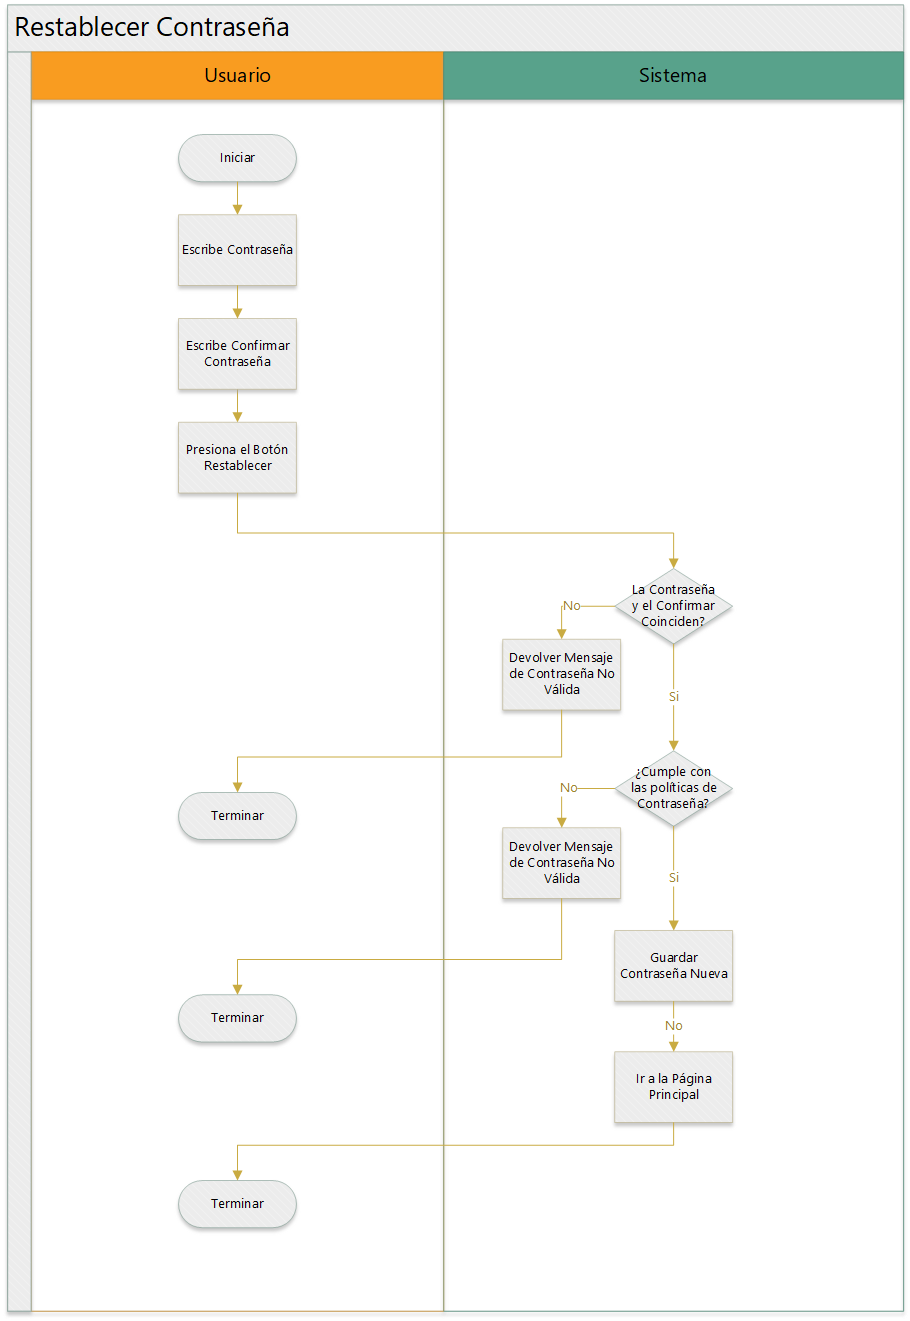 Restablecer Contraseña
Usuario
Sistema
Iniciar
Escribe Contraseña
Escribe Confirmar
Contraseña
Presiona el Botón
Restablecer
La Contraseña
y el Confirmar
Coinciden?
No
Devolver Mensaje
de Contraseña No
Válida
Si
Terminar
¿Cumple con
las políticas de
Contraseña?
No
Devolver Mensaje
de Contraseña No
Válida
Si
Guardar
Contraseña Nueva
Terminar
No
Ir a la Página
Principal
Terminar